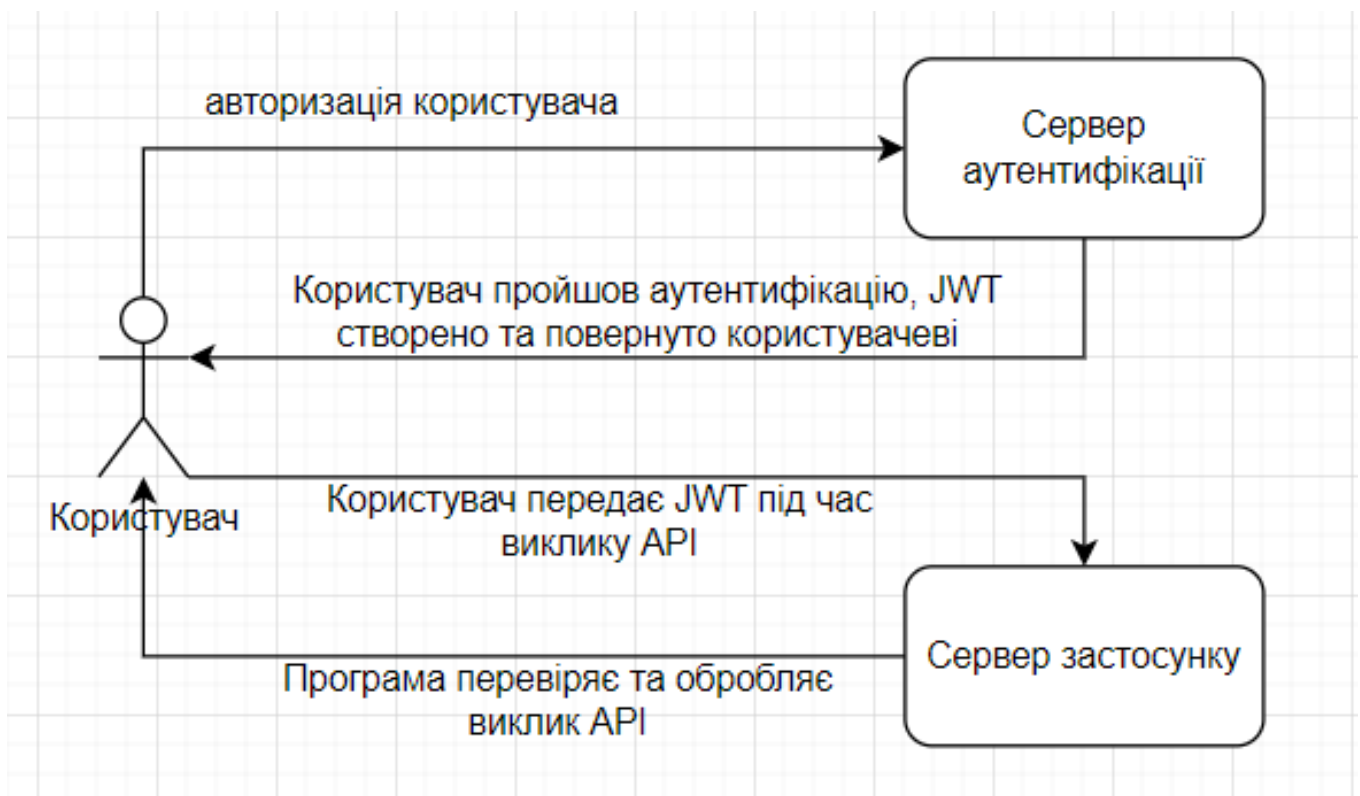 авторизація користувача
Сервер
аутентифікації
Користувач пройшов аутентифікацію, JWT
створено та повернуто користувачеві
Користувач
Користувач передає JWT під час
виклику API
Сервер застосунку
Програма перевіряє та обробляє
виклик API